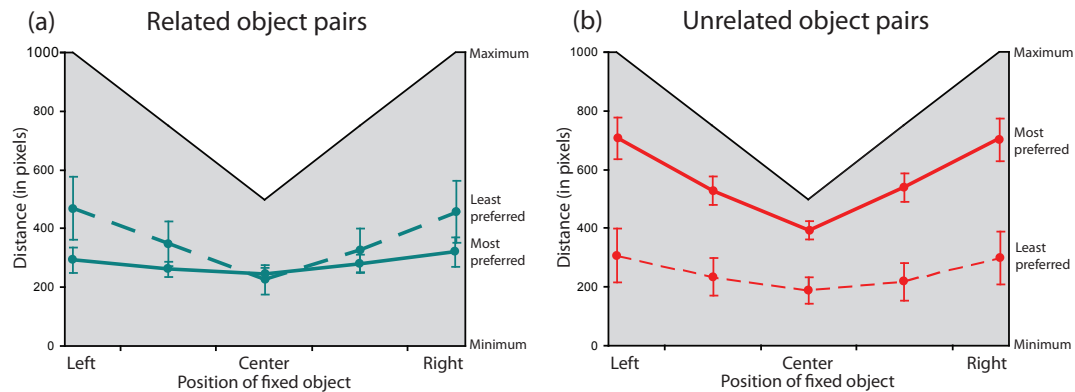 (a) Related object pairs
Distance (in pixels)
1000
800
600
400
200
0
Maximum
Least
preferred
Most
preferred
Minimum
Left Center Right
Position of fixed object
(b) Unrelated object pairs
Distance (in pixels)
1000
800
600
400
200
0
Maximum
Most
preferred
Least
preferred
Minimum
Left Center Right
Position of fixed object